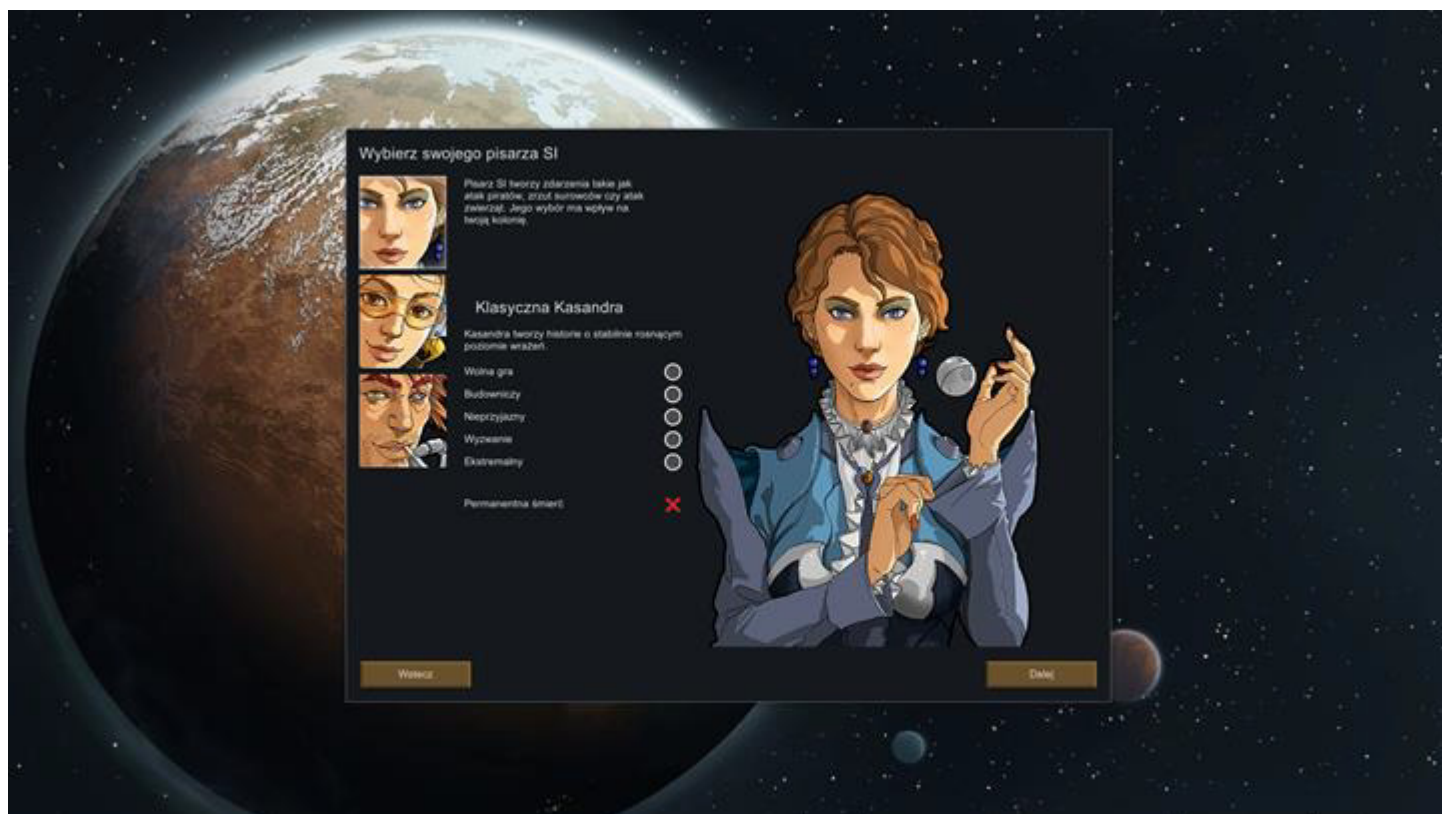 Wybierz swojego pisarza SI
Pisarz SI tworzy zdarzenia takie jak
atak piratów, zrzut surowców czy atak
zwierząt. Jego wybór ma wpływ na
twoją kolonię.
Klasyczna Kasandra
Kasandra tworzy historie o stabilnie rosnącym
poziomie wrażeń.
Wolna gra
Budowniczy
Nieprzyjazny
Wyzwanie
Ekstremalny
Permanentna śmierć
Wstecz
Dalej